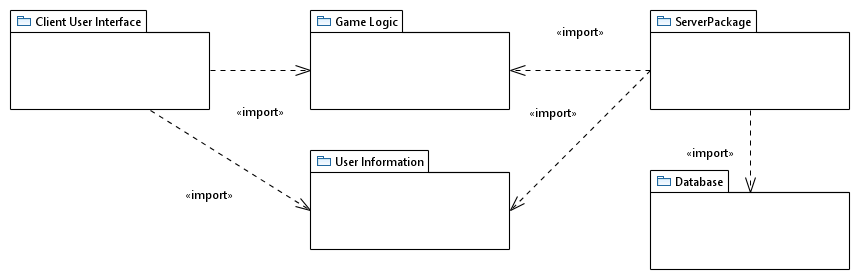 Client User Interface
Game Logic
«import»
ServerPackage
«import»
«import»
User Information
«import»
«import»
Database